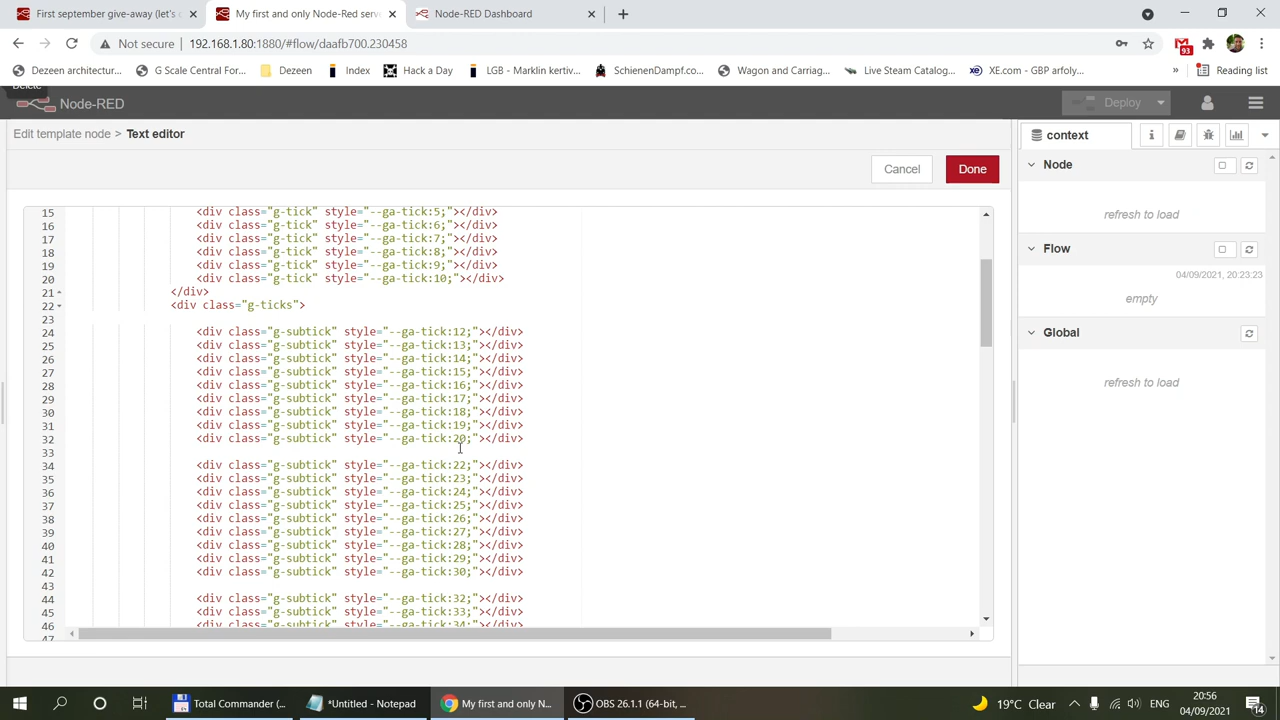 First september give-away (let's c
My first and only Node-Red serve
Node-RED Dashboard
Not secure
192.168.1.80:1880/#flow/daafb700.230458
93
Dezeen architectur...
G Scale Central For...
Dezeen
Index
Hack a Day
LGB - Marklin kertiv...
SchienenDampf.co...
Wagon and Carriag...
Live Steam Catalog...
XE.com - GBP arfoly...
»
Reading list
Delete
Node-RED
Deploy
Edit template node > Text editor
context
Cancel
Done
Node
refresh to load
Flow
04/09/2021, 20:23:23
empty
Global
refresh to load
15 <div class="g-tick" style="--ga-tick:5;"></div>
16 <div class="g-tick" style="--ga-tick:6;"></div>
17 <div class="g-tick" style="--ga-tick:7;"></div>
18 <div class="g-tick" style="--ga-tick:8;"></div>
19 <div class="g-tick" style="--ga-tick:9;"></div>
20 <div class="g-tick" style="--ga-tick:10;"></div>
21 </div>
22 <div class="g-ticks">
23
24 <div class="g-subtick" style="--ga-tick:12;"></div>
25 <div class="g-subtick" style="--ga-tick:13;"></div>
26 <div class="g-subtick" style="--ga-tick:14;"></div>
27 <div class="g-subtick" style="--ga-tick:15;"></div>
28 <div class="g-subtick" style="--ga-tick:16;"></div>
29 <div class="g-subtick" style="--ga-tick:17;"></div>
30 <div class="g-subtick" style="--ga-tick:18;"></div>
31 <div class="g-subtick" style="--ga-tick:19;"></div>
32 <div class="g-subtick" style="--ga-tick:20;"></div>
33
34 <div class="g-subtick" style="--ga-tick:22;"></div>
35 <div class="g-subtick" style="--ga-tick:23;"></div>
36 <div class="g-subtick" style="--ga-tick:24;"></div>
37 <div class="g-subtick" style="--ga-tick:25;"></div>
38 <div class="g-subtick" style="--ga-tick:26;"></div>
39 <div class="g-subtick" style="--ga-tick:27;"></div>
40 <div class="g-subtick" style="--ga-tick:28;"></div>
41 <div class="g-subtick" style="--ga-tick:29;"></div>
42 <div class="g-subtick" style="--ga-tick:30;"></div>
43
44 <div class="g-subtick" style="--ga-tick:32;"></div>
45 <div class="g-subtick" style="--ga-tick:33;"></div>
46 <div class="g-subtick" style="--ga-tick:34;"></div>
47
Total Commander (...
*Untitled - Notepad
My first and only No...
OBS 26.1.1 (64-bit, ...
19°C Clear
20:56
04/09/2021
14